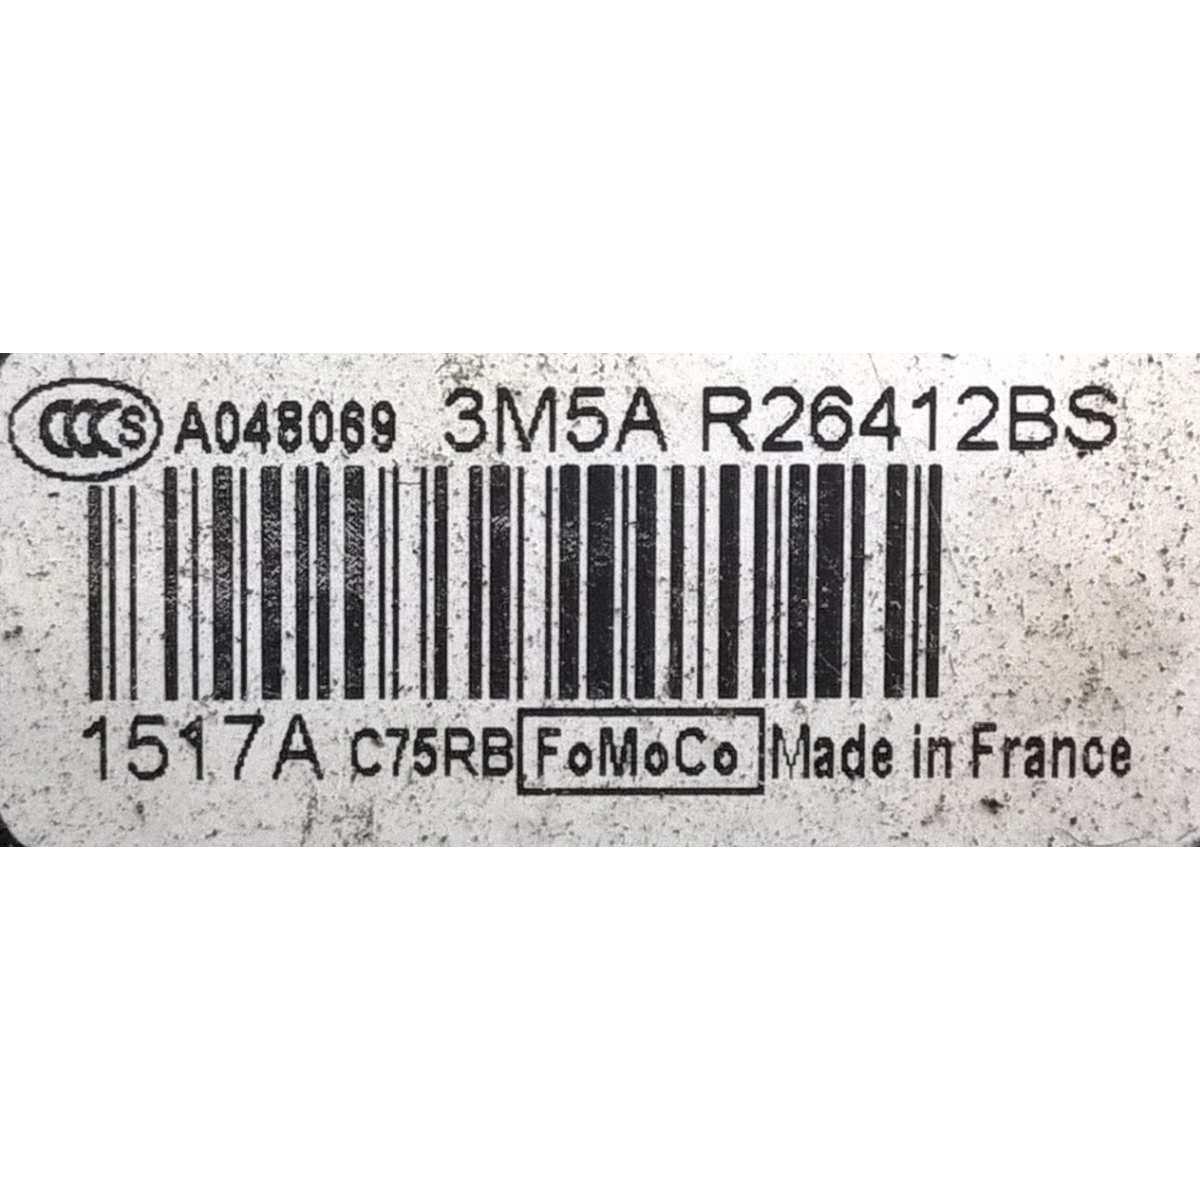 CCCS A048069 3M5A R26412BS
1517A C75RB FoMoCo Made in France